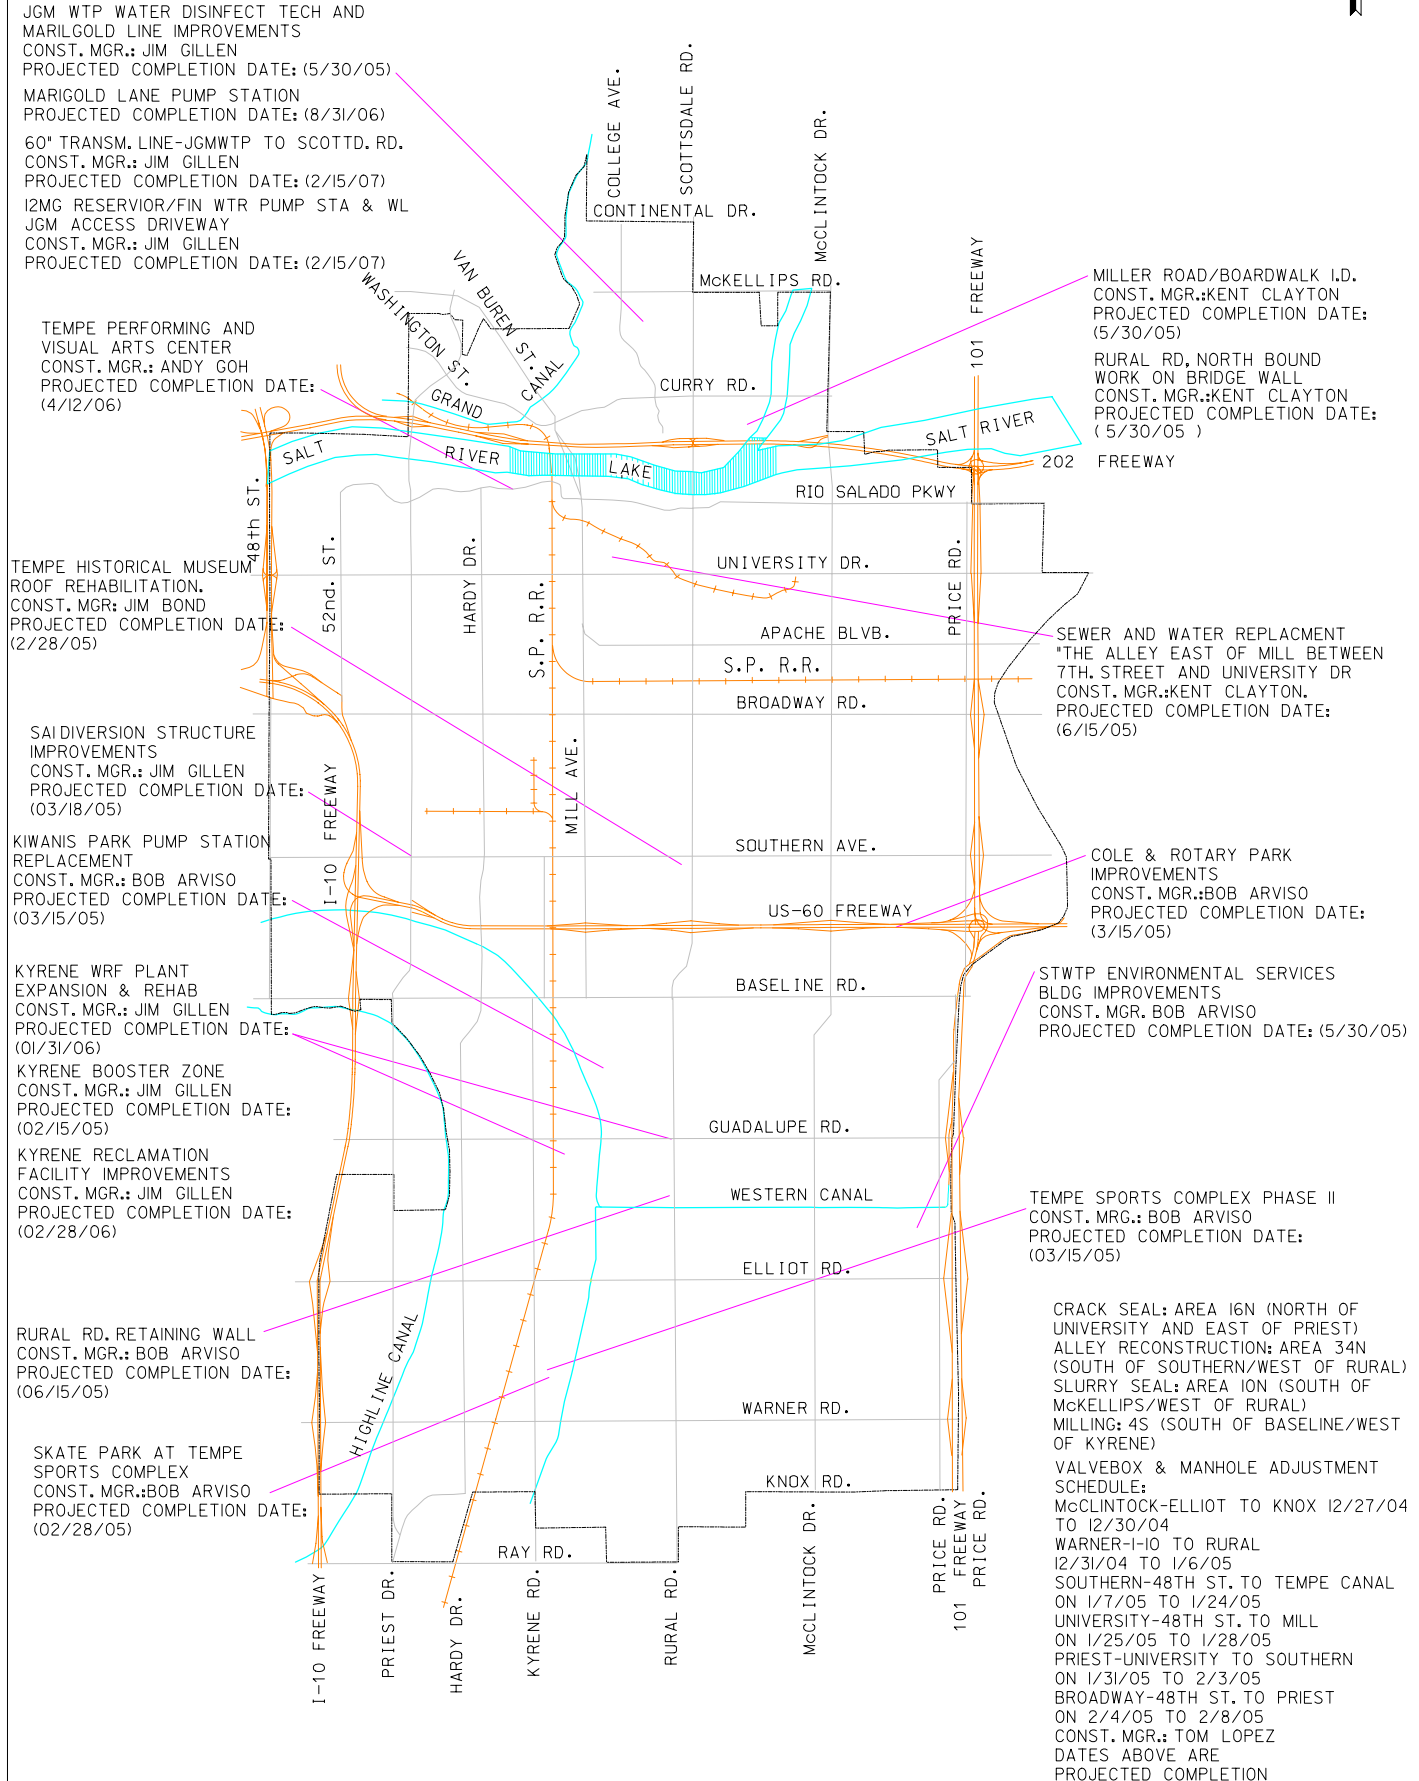 JGM WTP WATER DISINFECT TECH AND
MARILGOLD LINE IMPROVEMENTS
CONST. MGR.: JIM GILLEN
PROJECTED COMPLETION DATE: (5/30/05)
MARIGOLD LANE PUMP STATION
PROJECTED COMPLETION DATE: (8/31/06)
60" TRANSM. LINE-JGMWTP TO SCOTTD. RD.
CONST. MGR.: JIM GILLEN
PROJECTED COMPLETION DATE: (2/15/07)
12MG RESERVIOR/FIN WTR PUMP STA & WL
JGM ACCESS DRIVEWAY
CONST. MGR.: JIM GILLEN
PROJECTED COMPLETION DATE: (2/15/07)
TEMPE PERFORMING AND
VISUAL ARTS CENTER
CONST. MGR.: ANDY GOH
PROJECTED COMPLETION DATE:
(4/12/06)
TEMPE HISTORICAL MUSEUM
ROOF REHABILITATION.
CONST. MGR: JIM BOND
PROJECTED COMPLETION DATE:
(2/28/05)
SAI DIVERSION STRUCTURE
IMPROVEMENTS
CONST. MGR.: JIM GILLEN
PROJECTED COMPLETION DATE:
(03/18/05)
KIWANIS PARK PUMP STATION
REPLACEMENT
CONST. MGR.: BOB ARVISO
PROJECTED COMPLETION DATE:
(03/15/05)
KYRENE WRF PLANT
EXPANSION & REHAB
CONST. MGR.: JIM GILLEN
PROJECTED COMPLETION DATE:
(01/31/06)
KYRENE BOOSTER ZONE
CONST. MGR.: JIM GILLEN
PROJECTED COMPLETION DATE:
(02/15/05)
KYRENE RECLAMATION
FACILITY IMPROVEMENTS
CONST. MGR.: JIM GILLEN
PROJECTED COMPLETION DATE:
(02/28/06)
RURAL RD. RETAINING WALL
CONST. MGR.: BOB ARVISO
PROJECTED COMPLETION DATE:
(06/15/05)
SKATE PARK AT TEMPE
SPORTS COMPLEX
CONST. MGR.:BOB ARVISO
PROJECTED COMPLETION DATE:
(02/28/05)
COLLEGE AVE.
SCOTTSDALE RD.
McCLINTOCK DR.
CONTINENTAL DR.
McKELLIPS RD.
101 FREEWAY
VAN BUREN ST.
WASHINGTON ST.
GRAND CANAL
CURRY RD.
SALT RIVER LAKE
SALT RIVER
202 FREEWAY
RIO SALADO PKWY
48th ST.
52nd. ST.
HARDY DR.
S.P. R.R.
UNIVERSITY DR.
PRICE RD.
APACHE BLVB.
S.P. R.R.
BROADWAY RD.
I-10 FREEWAY
MILL AVE.
SOUTHERN AVE.
US-60 FREEWAY
BASELINE RD.
GUADALUPE RD.
WESTERN CANAL
ELLIOT RD.
HIGHLINE CANAL
WARNER RD.
KNOX RD.
RAY RD.
I-10 FREEWAY
PRIEST DR.
HARDY DR.
KYRENE RD.
RURAL RD.
McCLINTOCK DR.
PRICE RD.
101 FREEWAY
PRICE RD.
MILLER ROAD/BOARDWALK I.D.
CONST. MGR.:KENT CLAYTON
PROJECTED COMPLETION DATE:
(5/30/05)
RURAL RD, NORTH BOUND
WORK ON BRIDGE WALL
CONST. MGR.:KENT CLAYTON
PROJECTED COMPLETION DATE:
( 5/30/05 )
SEWER AND WATER REPLACMENT
"THE ALLEY EAST OF MILL BETWEEN
7TH. STREET AND UNIVERSITY DR
CONST. MGR.:KENT CLAYTON.
PROJECTED COMPLETION DATE:
(6/15/05)
COLE & ROTARY PARK
IMPROVEMENTS
CONST. MGR.:BOB ARVISO
PROJECTED COMPLETION DATE:
(3/15/05)
STWTP ENVIRONMENTAL SERVICES
BLDG IMPROVEMENTS
CONST. MGR. BOB ARVISO
PROJECTED COMPLETION DATE: (5/30/05)
TEMPE SPORTS COMPLEX PHASE II
CONST. MRG.: BOB ARVISO
PROJECTED COMPLETION DATE:
(03/15/05)
CRACK SEAL: AREA 16N (NORTH OF
UNIVERSITY AND EAST OF PRIEST)
ALLEY RECONSTRUCTION: AREA 34N
(SOUTH OF SOUTHERN/WEST OF RURAL)
SLURRY SEAL: AREA 10N (SOUTH OF
McKELLIPS/WEST OF RURAL)
MILLING: 4S (SOUTH OF BASELINE/WEST
OF KYRENE)
VALVEBOX & MANHOLE ADJUSTMENT
SCHEDULE:
McCLINTOCK-ELLIOT TO KNOX 12/27/04
TO 12/30/04
WARNER-I-10 TO RURAL
12/31/04 TO 1/6/05
SOUTHERN-48TH ST. TO TEMPE CANAL
ON 1/7/05 TO 1/24/05
UNIVERSITY-48TH ST. TO MILL
ON 1/25/05 TO 1/28/05
PRIEST-UNIVERSITY TO SOUTHERN
ON 1/31/05 TO 2/3/05
BROADWAY-48TH ST. TO PRIEST
ON 2/4/05 TO 2/8/05
CONST. MGR.: TOM LOPEZ
DATES ABOVE ARE
PROJECTED COMPLETION